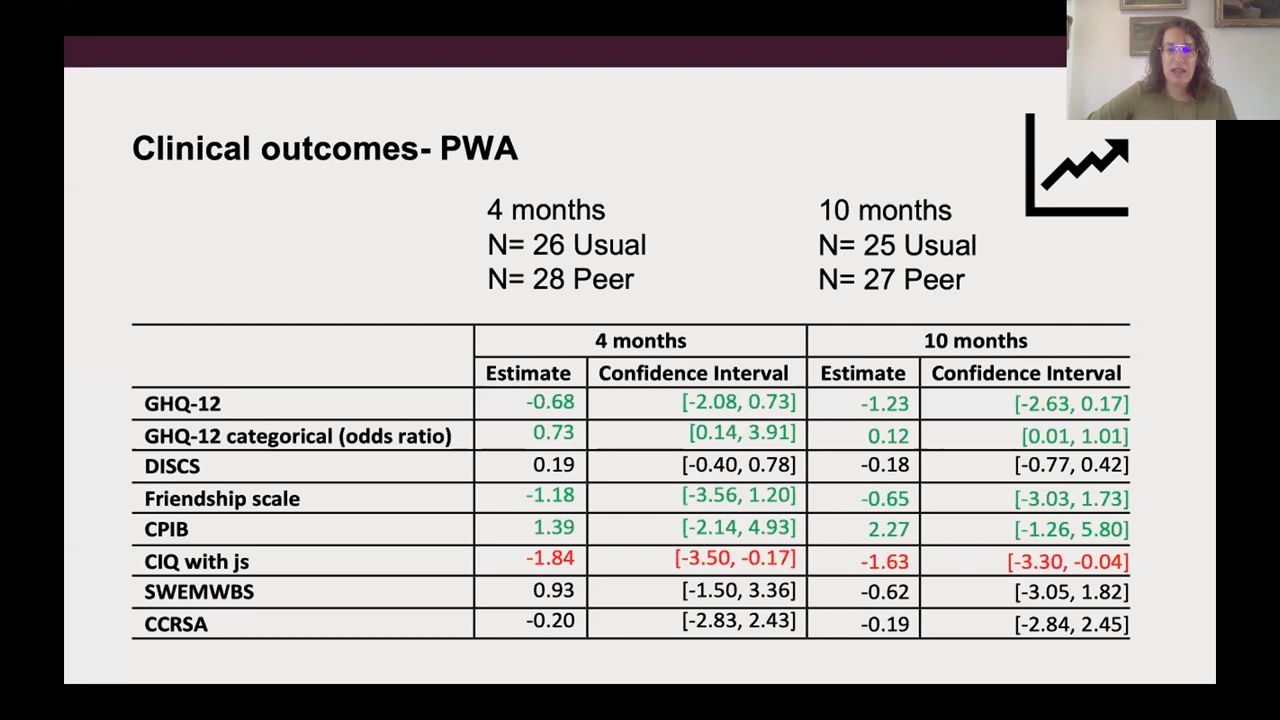 Clinical outcomes- PWA
4 months
N= 26 Usual
N= 28 Peer
10 months
N= 25 Usual
N= 27 Peer
4 months 10 months
Estimate Confidence Interval Estimate Confidence Interval
GHQ-12 -0.68 [-2.08, 0.73] -1.23 [-2.63, 0.17]
GHQ-12 categorical (odds ratio) 0.73 [0.14, 3.91] 0.12 [0.01, 1.01]
DISCS 0.19 [-0.40, 0.78] -0.18 [-0.77, 0.42]
Friendship scale -1.18 [-3.56, 1.20] -0.65 [-3.03, 1.73]
CPIB 1.39 [-2.14, 4.93] 2.27 [-1.26, 5.80]
CIQ with js -1.84 [-3.50, -0.17] -1.63 [-3.30, -0.04]
SWEMWBS 0.93 [-1.50, 3.36] -0.62 [-3.05, 1.82]
CCRSA -0.20 [-2.83, 2.43] -0.19 [-2.84, 2.45]